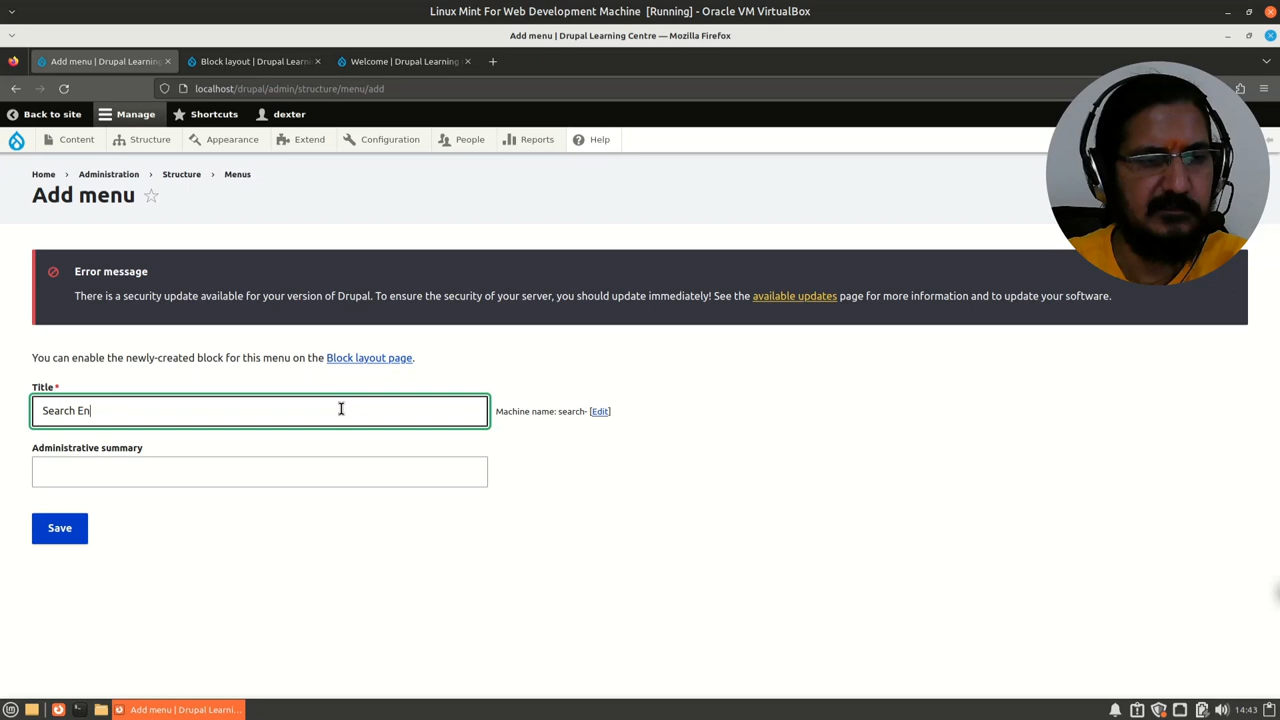 Linux Mint For Web Development Machine [Running] - Oracle VM VirtualBox
Add menu | Drupal Learning Centre — Mozilla Firefox
Add menu | Drupal Learning
Block layout | Drupal Learni
Welcome | Drupal Learning
localhost/drupal/admin/structure/menu/add
Back to site
Manage
Shortcuts
dexter
Content
Structure
Appearance
Extend
Configuration
People
Reports
Help
Home > Administration > Structure > Menus
Add menu
Error message
There is a security update available for your version of Drupal. To ensure the security of your server, you should update immediately! See the available updates page for more information and to update your software.
You can enable the newly-created block for this menu on the Block layout page.
Title*
Search En
Machine name: search- [Edit]
Administrative summary
Save
Add menu | Drupal Learni...
14:43